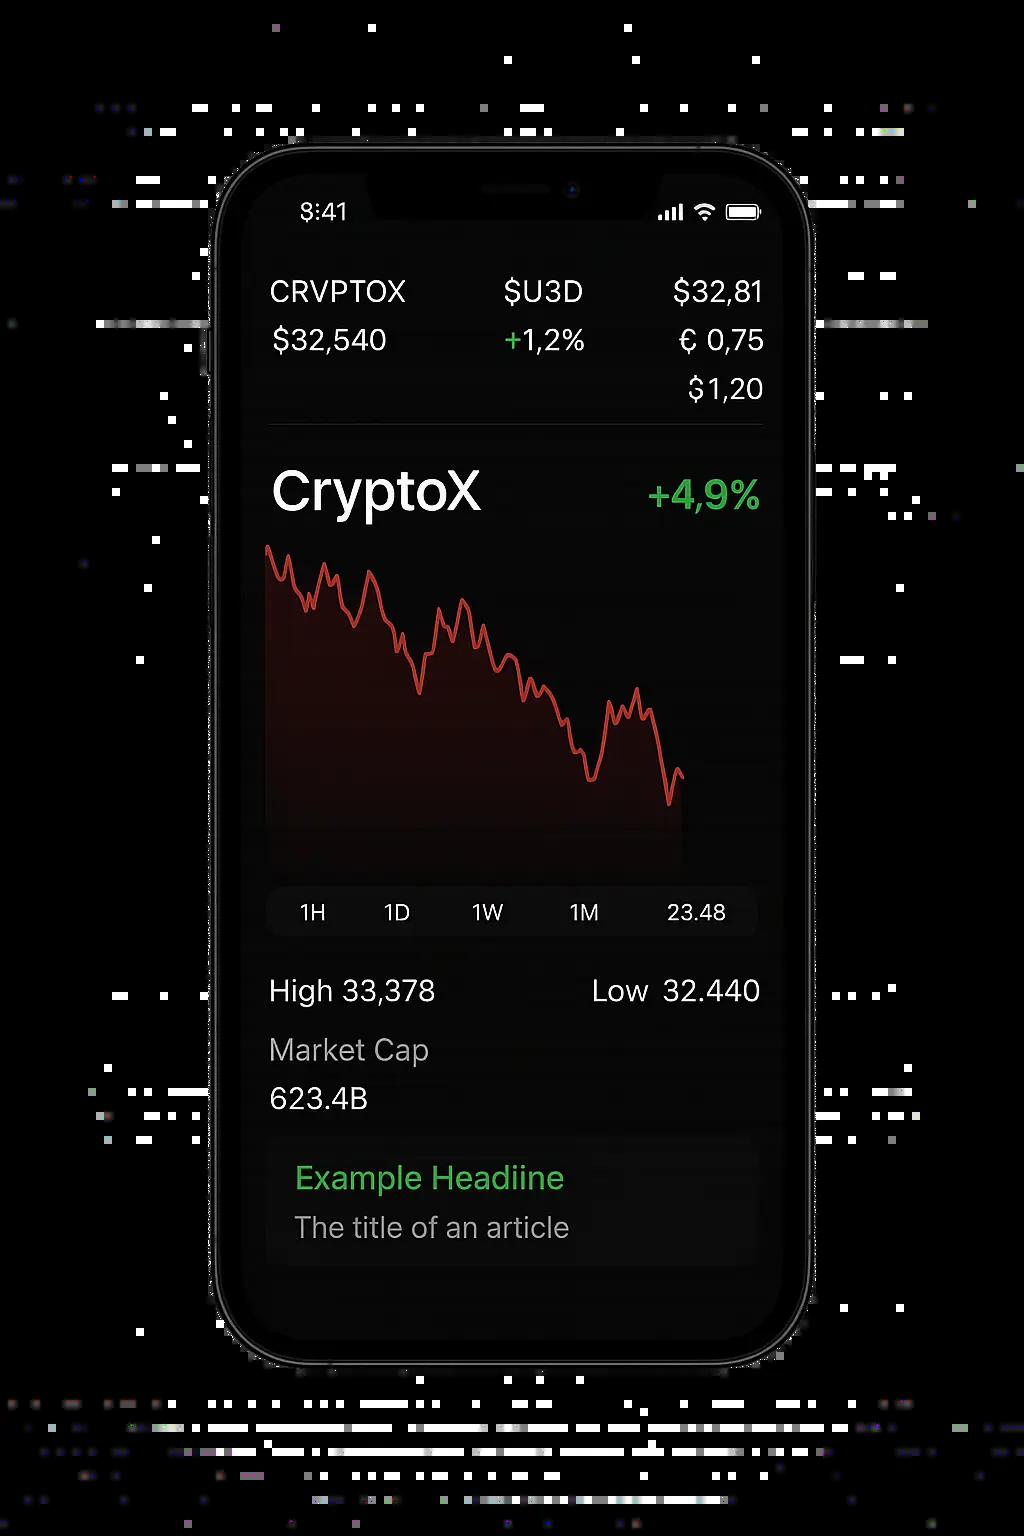 9:41
CRVPTOX $U3D $32,81
$32,540 +1,2% € 0,75
$1,20
CryptoX +4,9%
1H 1D 1W 1M 23.48
High 33,378 Low 32.440
Market Cap
623.4B
Example Headiine
The title of an article